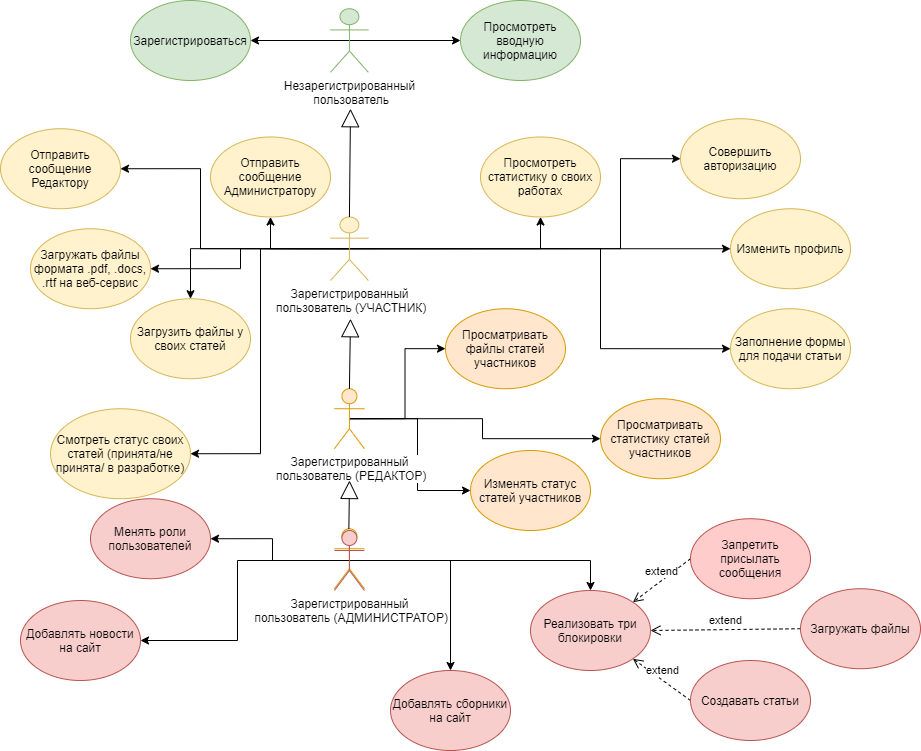 Зарегистрироваться
Просмотреть
вводную
информацию
Незарегистрированный
пользователь
Отправить
сообщение
Редактору
Отправить
сообщение
Администратору
Просмотреть
статистику о своих
работах
Совершить
авторизацию
Загружать файлы
формата .pdf, .docs,
.rtf на веб-сервис
Изменить профиль
Зарегистрированный
пользователь (УЧАСТНИК)
Загрузить файлы у
своих статей
Просматривать
файлы статей
участников
Заполнение формы
для подачи статьи
Смотреть статус своих
статей (принята/не
принята/ в разработке)
Просматривать
статистику статей
участников
Зарегистрированный
пользователь (РЕДАКТОР)
Изменять статус
статей участников
Менять роли
пользователей
Запретить
присылать
сообщения
extend
Зарегистрированный
пользователь (АДМИНИСТРАТОР)
Реализовать три
блокировки
extend
Загружать файлы
Добавлять новости
на сайт
extend
Создавать статьи
Добавлять сборники
на сайт